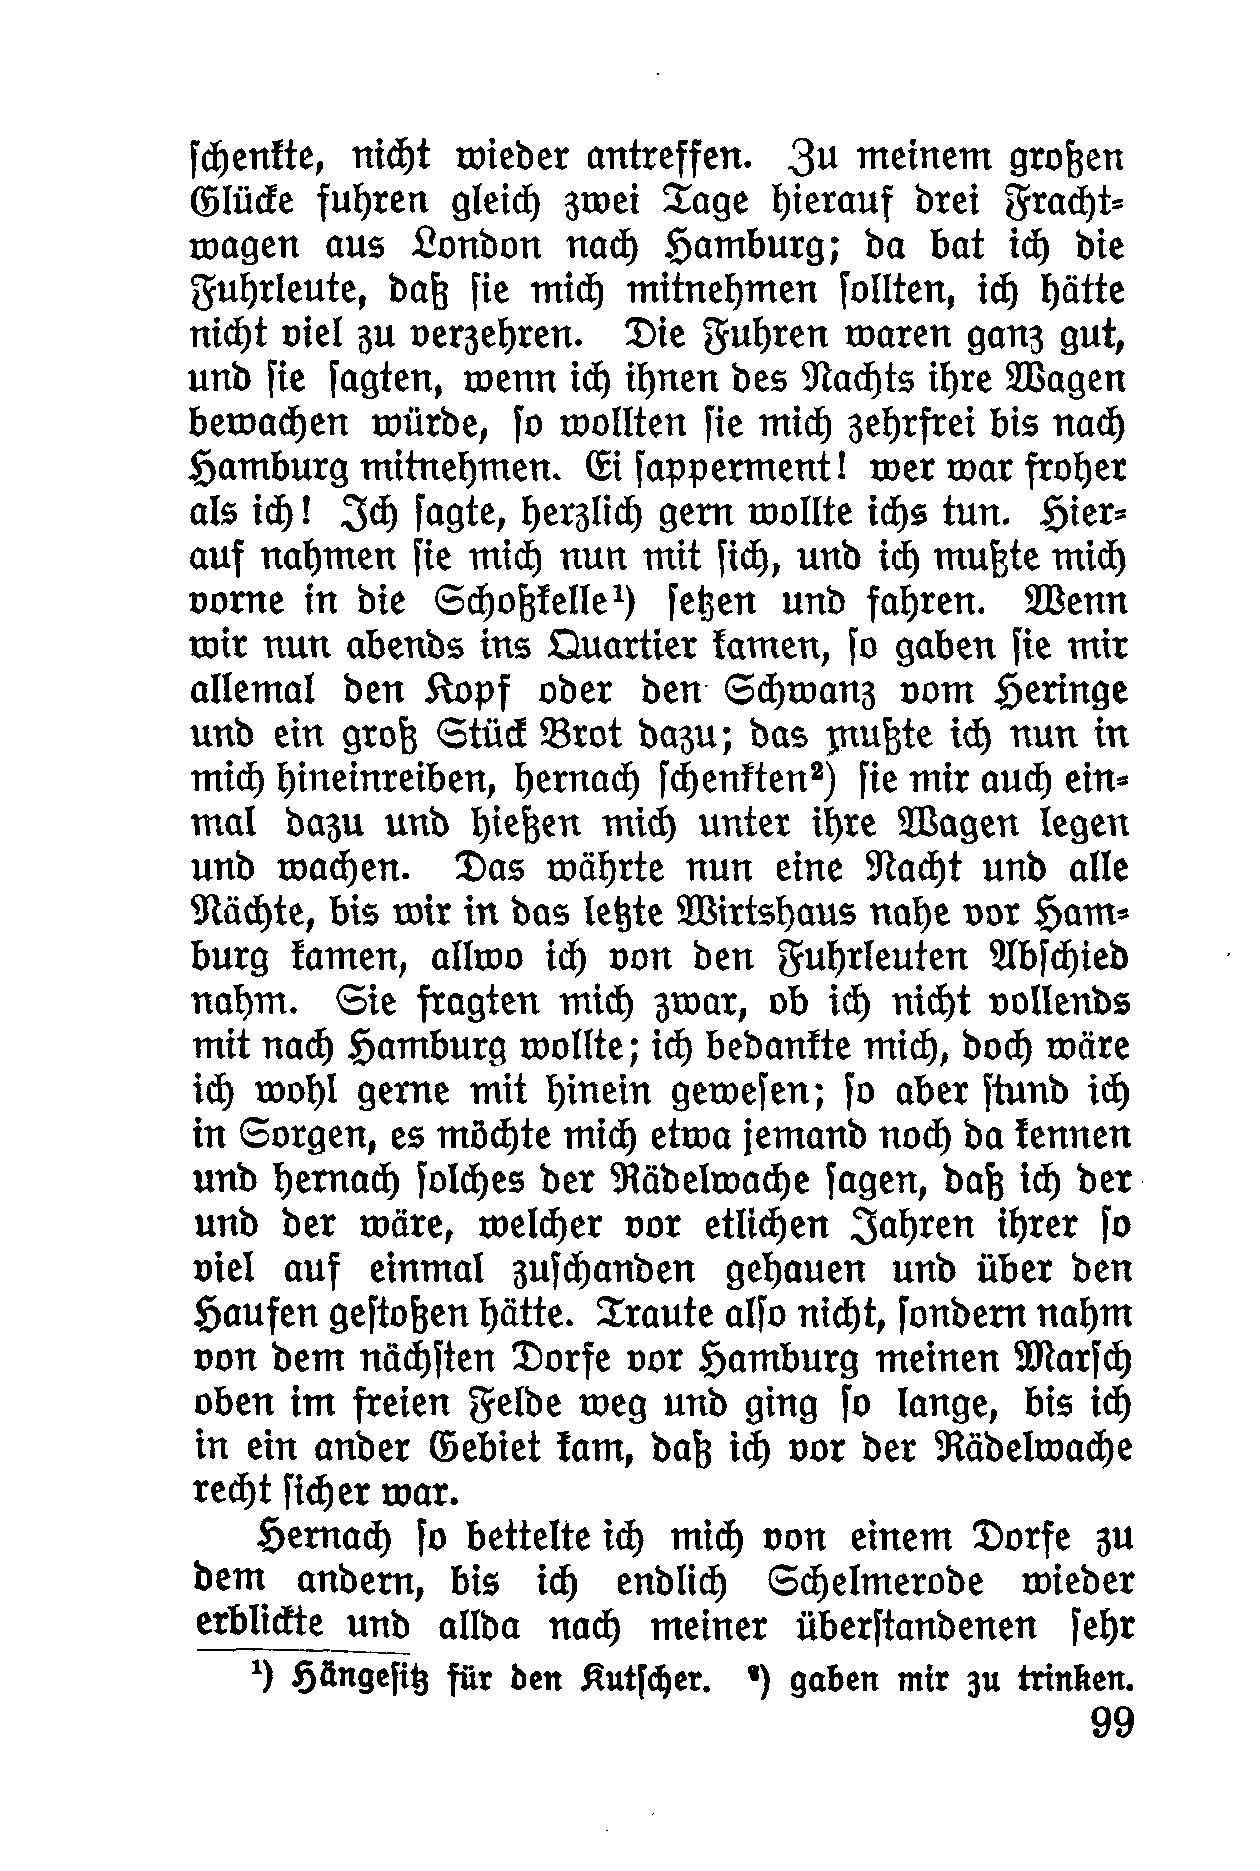 schenkte, nicht wieder antreffen. Zu meinem großen
Glücke fuhren gleich zwei Tage hierauf drei Fracht-
wagen aus London nach Hamburg; da bat ich die
Fuhrleute, daß sie mich mitnehmen sollten, ich hätte
nicht viel zu verzehren. Die Fuhren waren ganz gut,
und sie sagten, wenn ich ihnen des Nachts ihre Wagen
bewachen würde, so wollten sie mich zehrfrei bis nach
Hamburg mitnehmen. Ei sapperment! wer war froher
als ich! Ich sagte, herzlich gern wollte ichs tun. Hier-
auf nahmen sie mich nun mit sich, und ich mußte mich
vorne in die Schoßkelle¹) setzen und fahren. Wenn
wir nun abends ins Quartier kamen, so gaben sie mir
allemal den Kopf oder den Schwanz vom Heringe
und ein groß Stück Brot dazu; das mußte ich nun in
mich hineinreiben, hernach schenkten²) sie mir auch ein-
mal dazu und hießen mich unter ihre Wagen legen
und wachen. Das währte nun eine Nacht und alle
Nächte, bis wir in das letzte Wirtshaus nahe vor Ham-
burg kamen, allwo ich von den Fuhrleuten Abschied
nahm. Sie fragten mich zwar, ob ich nicht vollends
mit nach Hamburg wollte; ich bedankte mich, doch wäre
ich wohl gerne mit hinein gewesen; so aber stund ich
in Sorgen, es möchte mich etwa jemand noch da kennen
und hernach solches der Rädelwache sagen, daß ich der
und der wäre, welcher vor etlichen Jahren ihrer so
viel auf einmal zuschanden gehauen und über den
Haufen gestoßen hätte. Traute also nicht, sondern nahm
von dem nächsten Dorfe vor Hamburg meinen Marsch
oben im freien Felde weg und ging so lange, bis ich
in ein ander Gebiet kam, daß ich vor der Rädelwache
recht sicher war.
Hernach so bettelte ich mich von einem Dorfe zu
dem andern, bis ich endlich Schelmerode wieder
erblickte und allda nach meiner überstandenen sehr
¹) Hängesitz für den Kutscher. ²) gaben mir zu trinken.
99